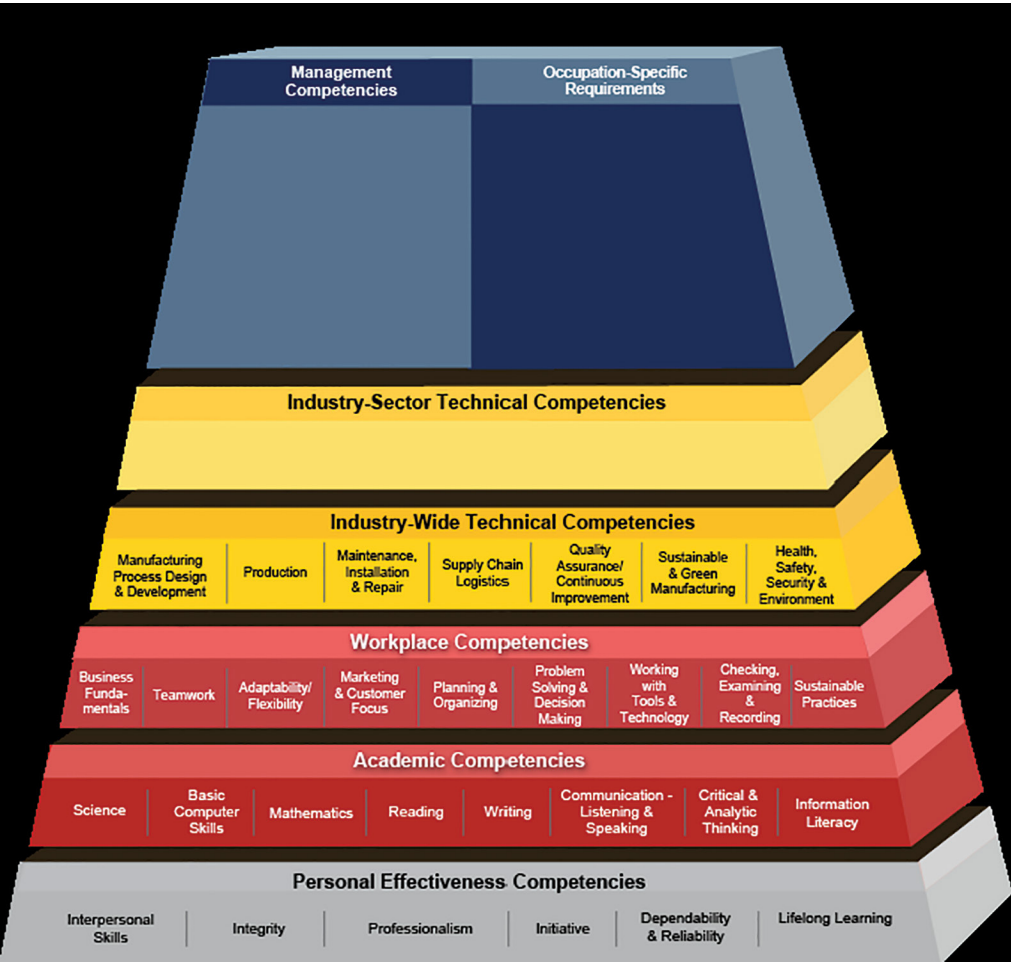 Management
Competencies
Occupation-Specific
Requirements
Industry-Sector Technical Competencies
Industry-Wide Technical Competencies
Manufacturing
Process Design
& Development
Production
Maintenance,
Installation
& Repair
Supply Chain
Logistics
Quality
Assurance/
Continuous
Improvement
Sustainable
& Green
Manufacturing
Health,
Safety,
Security &
Environment
Workplace Competencies
Business
Funda-
mentals
Teamwork
Adaptability/
Flexibility
Marketing
& Customer
Focus
Planning &
Organizing
Problem
Solving &
Decision
Making
Working
with
Tools &
Technology
Checking,
Examining
&
Recording
Sustainable
Practices
Academic Competencies
Science
Basic
Computer
Skills
Mathematics
Reading
Writing
Communication -
Listening &
Speaking
Critical &
Analytic
Thinking
Information
Literacy
Personal Effectiveness Competencies
Interpersonal
Skills
Integrity
Professionalism
Initiative
Dependability
& Reliability
Lifelong Learning